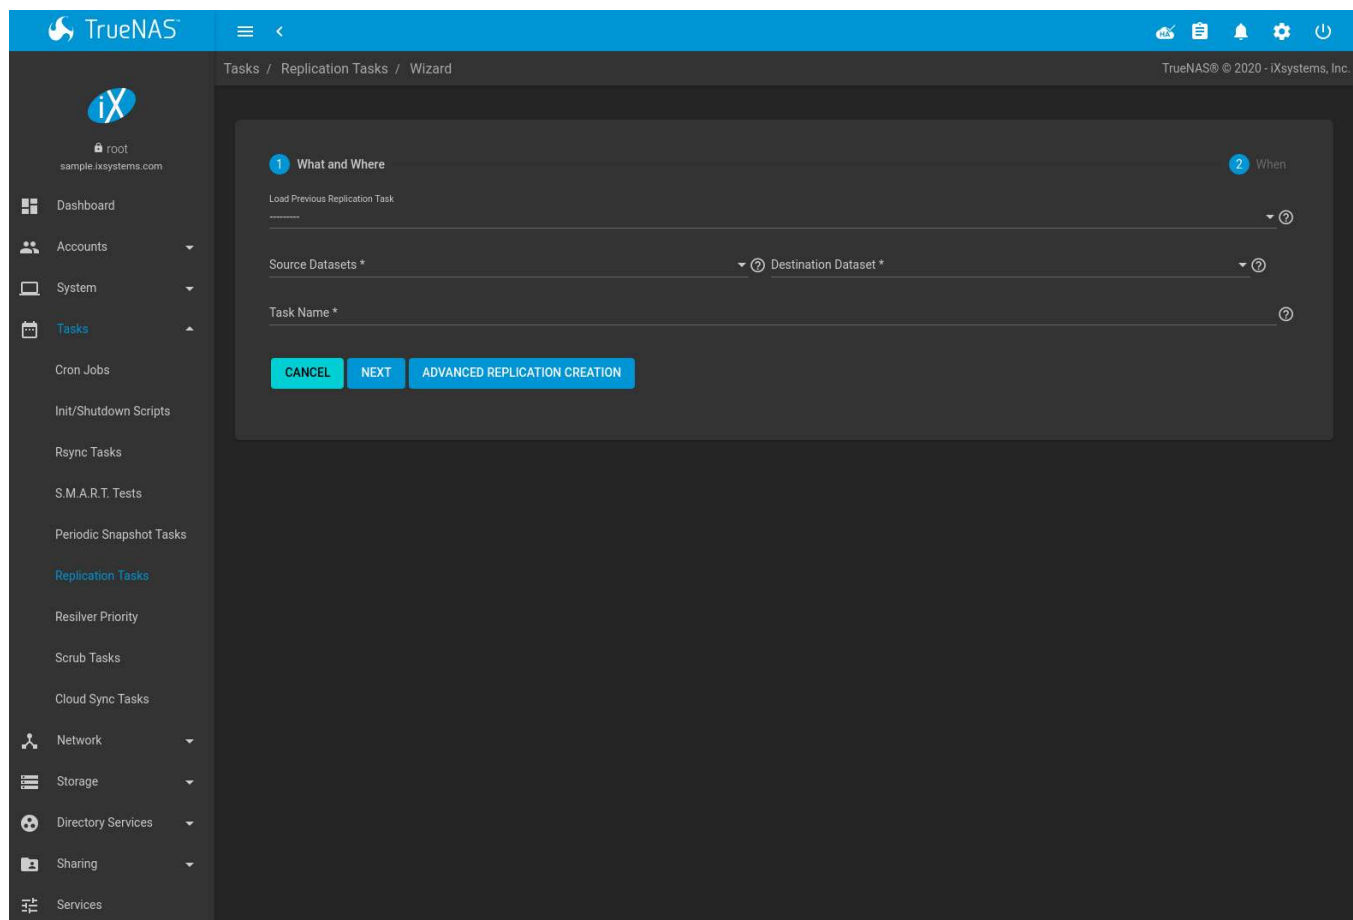 TrueNAS™
Tasks / Replication Tasks / Wizard
TrueNAS® © 2020 - iXsystems, Inc.
iX
root
sample.ixsystems.com
Dashboard
Accounts
System
Tasks
Cron Jobs
Init/Shutdown Scripts
Rsync Tasks
S.M.A.R.T. Tests
Periodic Snapshot Tasks
Replication Tasks
Resilver Priority
Scrub Tasks
Cloud Sync Tasks
Network
Storage
Directory Services
Sharing
Services
1 What and Where
2 When
Load Previous Replication Task
---------
Source Datasets *
Destination Dataset *
Task Name *
CANCEL
NEXT
ADVANCED REPLICATION CREATION
HA